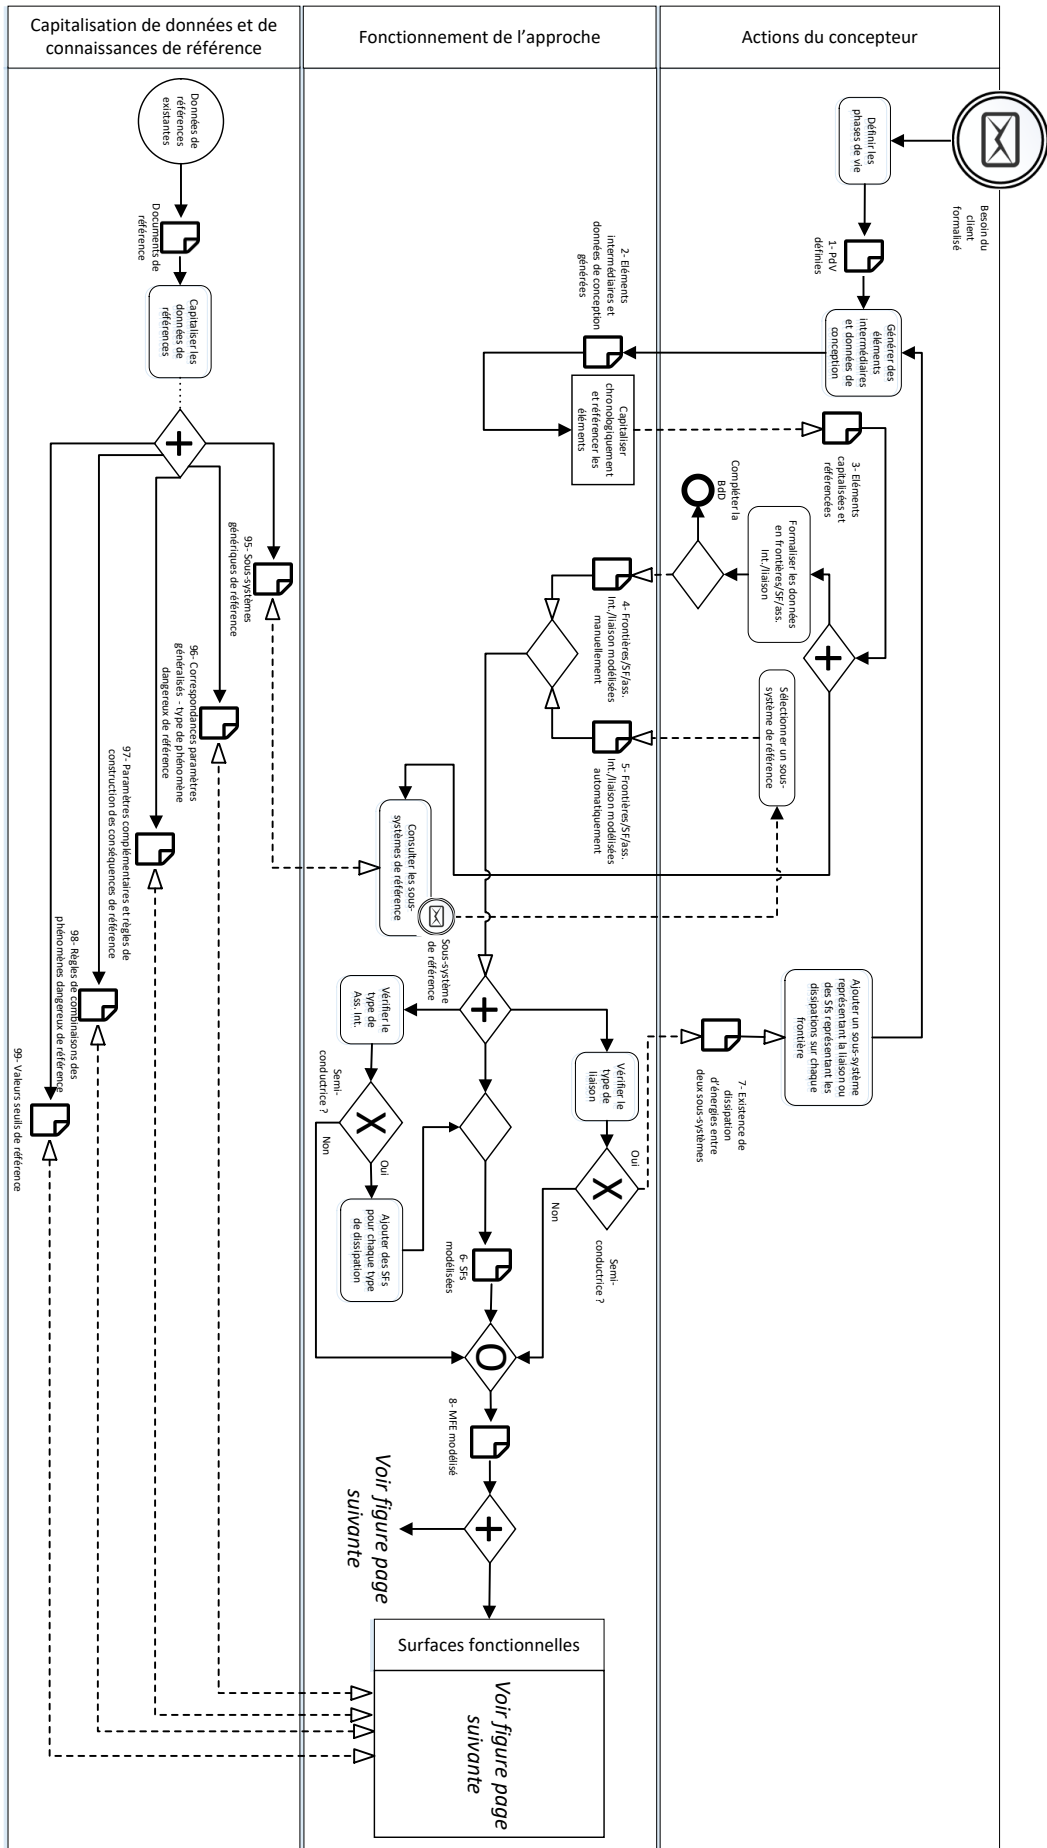 Capitalisation de données et de
connaissances de référence
Fonctionnement de l'approche
Actions du concepteur
Besoin du
client
formalisé
Définir les
phases de vie
1- PdV
définies
Générer des
éléments
intermédiaires
et données de
conception
2- Eléments
intermédiaires et
données de conception
générées
Capitaliser
chronologiquement
et référencer les
éléments
3- Eléments
capitalisées et
référencées
Formaliser les données
en frontières/SF/ass.
Int./liaison
Compléter la
BdD
4- Frontières/SF/ass.
Int./liaison modélisées
manuellement
Sélectionner un sous-
système de référence
5- Frontières/SF/ass.
Int./liaison modélisées
automatiquement
Consulter les sous-
systèmes de référence
Sous-système
de référence
Vérifier le
type de
liaison
Semi-
conductrice ?
Oui
Non
7- Existence de
dissipation
d'énergies entre
deux sous-systèmes
Ajouter un sous-système
représentant la liaison ou
des Sfs représentant les
dissipations sur chaque
frontière
Vérifier le
type de
Ass. Int.
Semi-
conductrice ?
Oui
Non
Ajouter des SFs
pour chaque type
de dissipation
6- SFs
modélisées
8- MFE modélisé
Voir figure page
suivante
Surfaces fonctionnelles
Voir figure page
suivante
Données de
références
existantes
Documents de
référence
Capitaliser les
données de
références
95- Sous-systèmes
génériques de référence
96- Correspondances paramètres
généralisés - type de phénomène
dangereux de référence
97- Paramètres complémentaires et règles de
construction des conséquences de référence
98- Règles de combinaisons des
phénomènes dangereux de référence
99- Valeurs seuils de référence